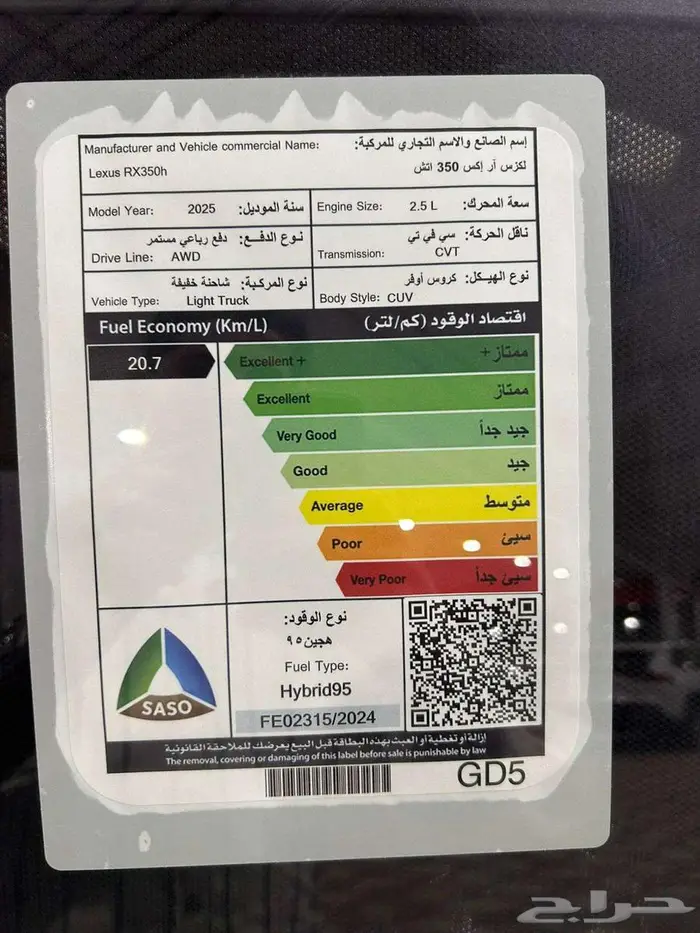 Manufacturer and Vehicle commercial Name: إسم الصانع والاسم التجاري للمركبة:
Lexus RX350h لكزس آر إكس 350 اتش
Model Year: 2025 سنة الموديل:
Engine Size: 2.5 L سعة المحرك:
نوع الدفع: دفع رباعي مستمر
Drive Line: AWD
ناقل الحركة: سي في تي
Transmission: CVT
نوع المركبة: شاحنة خفيفة
Vehicle Type: Light Truck
نوع الهيكل: كروس أوفر
Body Style: CUV
Fuel Economy (Km/L) اقتصاد الوقود (كم/لتر)
20.7
Excellent + ممتاز +
Excellent ممتاز
Very Good جيد جداً
Good جيد
Average متوسط
Poor سيئ
Very Poor سيئ جداً
SASO
نوع الوقود:
هجين٩٥
Fuel Type:
Hybrid95
FE02315/2024
إزالة او تغطية أو العبث بهذه البطاقة قبل البيع يعرضك للملاحقة القانونية
The removal, covering or damaging of this label before sale is punishable by law
GD5
حراج